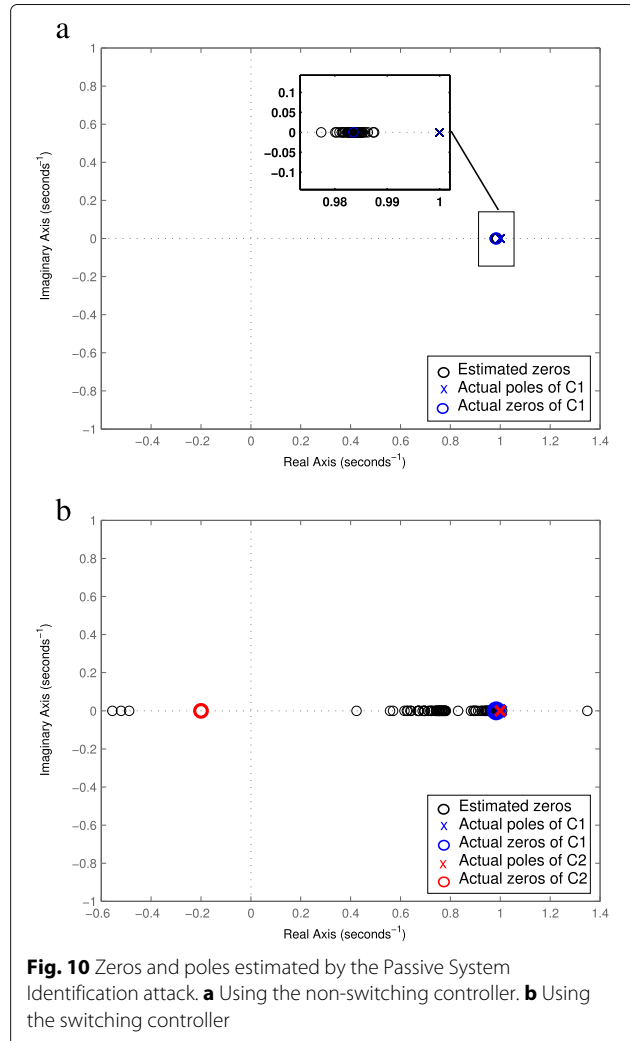 a
1
0.8
0.6
0.4
0.2
0
−0.2
−0.4
−0.6
−0.8
−1
Imaginary Axis (seconds⁻¹)
0.1
0.05
0
−0.05
−0.1
0.98 0.99 1
Estimated zeros
Actual poles of C1
Actual zeros of C1
−0.4 −0.2 0 0.2 0.4 0.6 0.8 1 1.2 1.4
Real Axis (seconds⁻¹)
b
1
0.8
0.6
0.4
0.2
0
−0.2
−0.4
−0.6
−0.8
−1
Imaginary Axis (seconds⁻¹)
Estimated zeros
Actual poles of C1
Actual zeros of C1
Actual poles of C2
Actual zeros of C2
−0.6 −0.4 −0.2 0 0.2 0.4 0.6 0.8 1 1.2 1.4
Real Axis (seconds⁻¹)
Fig. 10 Zeros and poles estimated by the Passive System
Identification attack. a Using the non-switching controller. b Using
the switching controller